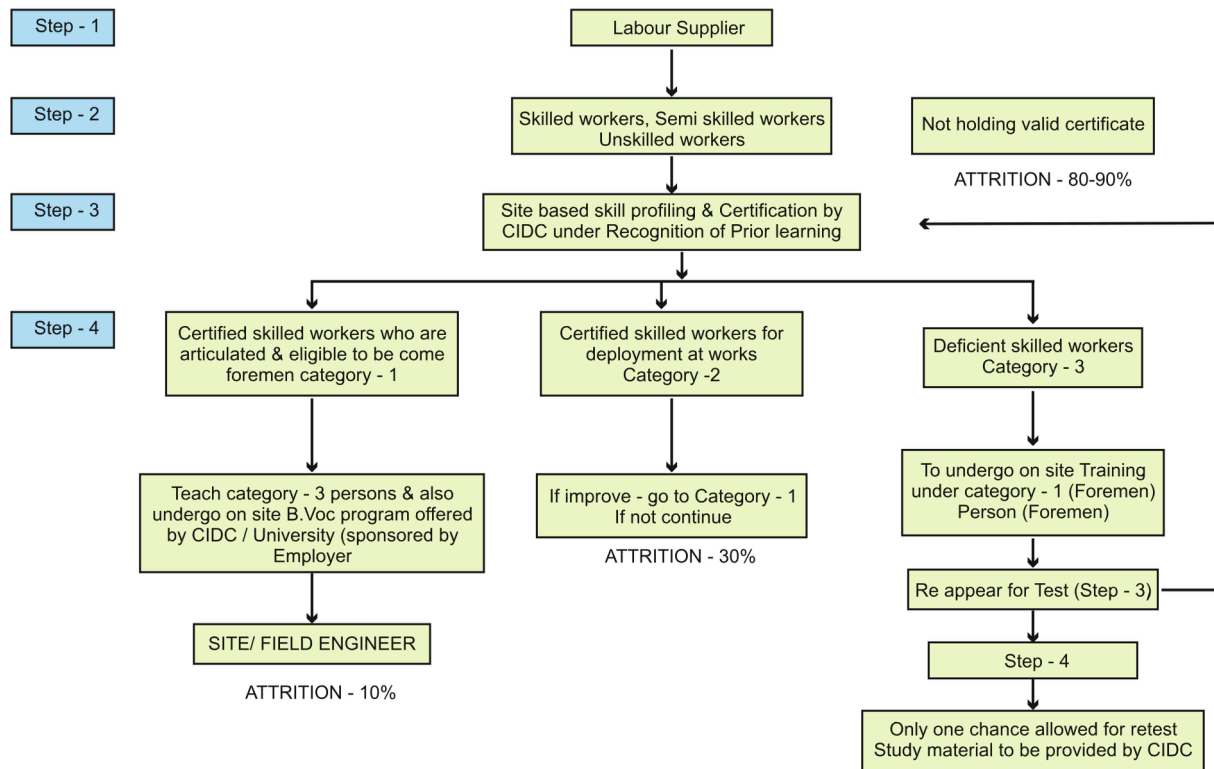 Step - 1
Labour Supplier
Step - 2
Skilled workers, Semi skilled workers
Unskilled workers
Not holding valid certificate
ATTRITION - 80-90%
Step - 3
Site based skill profiling & Certification by
CIDC under Recognition of Prior learning
Step - 4
Certified skilled workers who are
articulated & eligible to be come
foremen category - 1
Certified skilled workers for
deployment at works
Category -2
Deficient skilled workers
Category - 3
Teach category - 3 persons & also
undergo on site B.Voc program offered
by CIDC / University (sponsored by
Employer
If improve - go to Category - 1
If not continue
ATTRITION - 30%
To undergo on site Training
under category - 1 (Foremen)
Person (Foremen)
Re appear for Test (Step - 3)
SITE/ FIELD ENGINEER
ATTRITION - 10%
Step - 4
Only one chance allowed for retest
Study material to be provided by CIDC